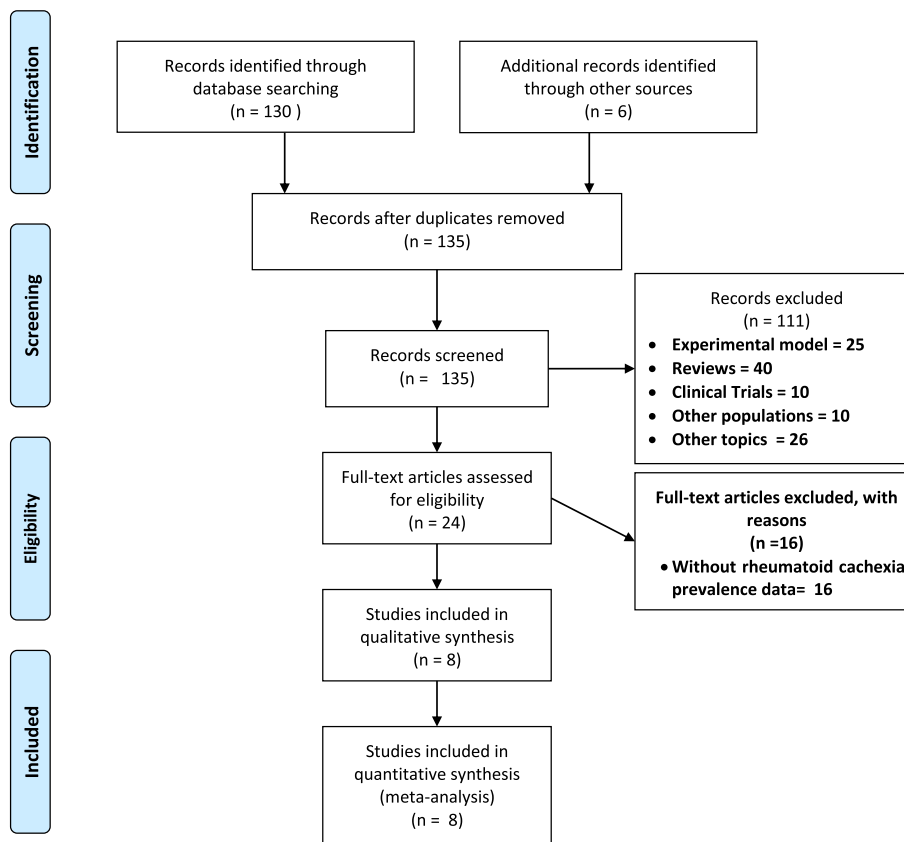 Identification
Records identified through
database searching
(n = 130 )
Additional records identified
through other sources
(n = 6)
Records after duplicates removed
(n = 135)
Screening
Records screened
(n =   135)
Records excluded
(n = 111)
• Experimental model = 25
• Reviews = 40
• Clinical Trials = 10
• Other populations = 10
• Other topics  = 26
Eligibility
Full-text articles assessed
for eligibility
(n = 24)
Full-text articles excluded, with
reasons
(n =16)
• Without rheumatoid cachexia
prevalence data=  16
Studies included in
qualitative synthesis
(n = 8)
Included
Studies included in
quantitative synthesis
(meta-analysis)
(n =  8)